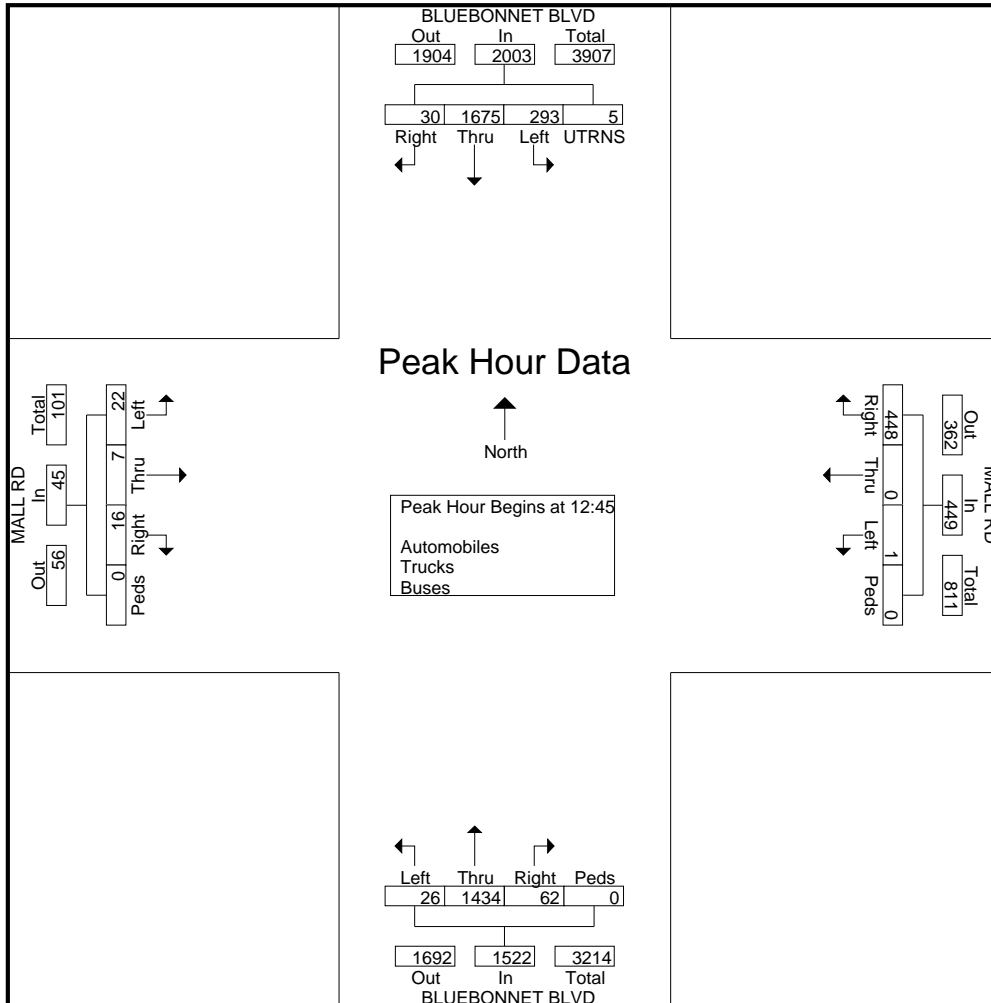 BLUEBONNET BLVD
Out In Total
1904 2003 3907
30 1675 293 5
Right Thru Left UTRNS
Peak Hour Data
North
Peak Hour Begins at 12:45
Automobiles
Trucks
Buses
MALL RD
Total In Out
101 45 56
22 7 16 0
Left Thru Right Peds
Right Thru Left Peds
448 0 1 0
362 449 811
Out In Total
MALL RD
Left Thru Right Peds
26 1434 62 0
1692 1522 3214
Out In Total
BLUEBONNET BLVD